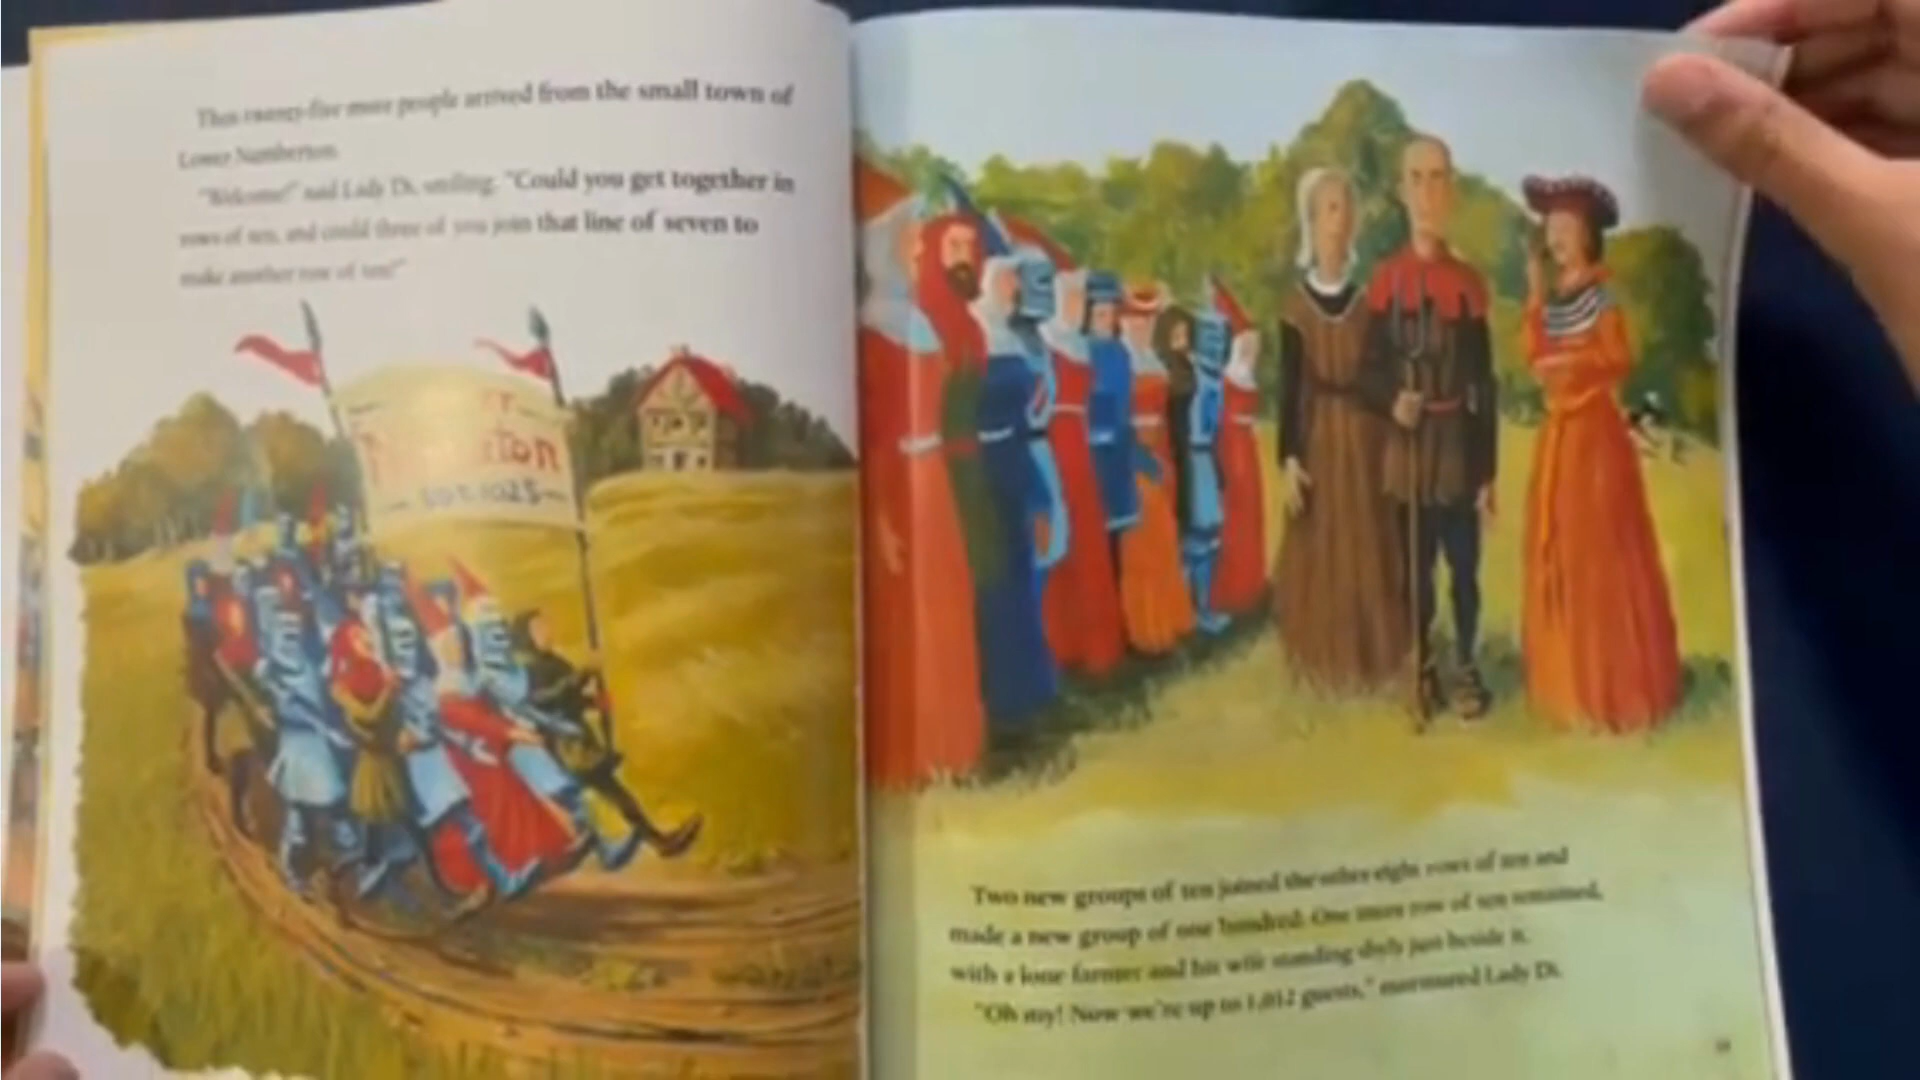 Then twenty-five more people arrived from the small town of
Lower Numberton.
"Welcome!" said Lady Di, smiling. "Could you get together in
rows of ten, and could three of you join that line of seven to
make another row of ten?"
EST. 1025
Two new groups of ten joined the other eight rows of ten and
made a new group of one hundred. One more row of ten remained,
with a lone farmer and his wife standing shyly just beside it.
"Oh my! Now we're up to 1,012 guests," murmured Lady Di.